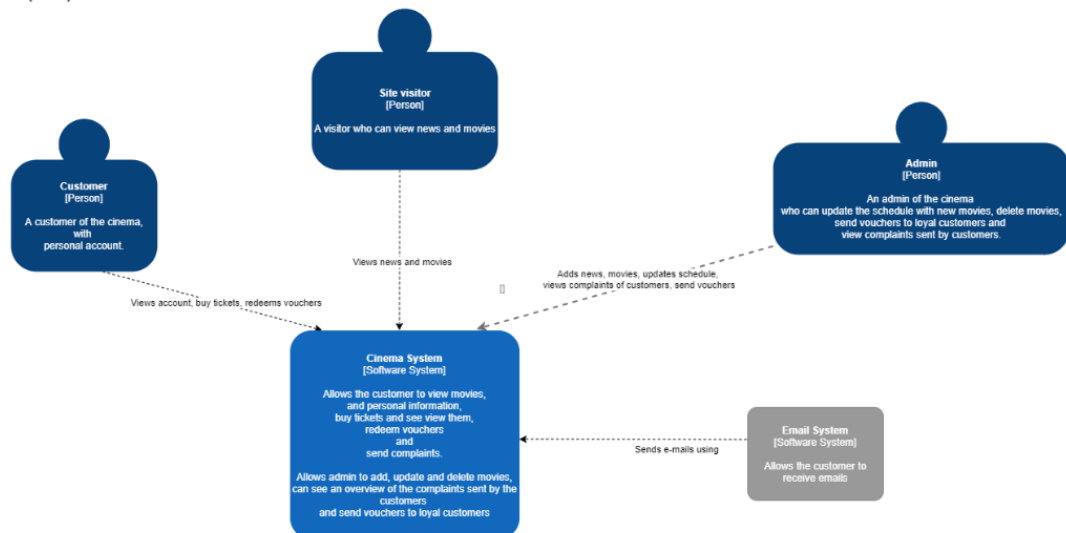 Site visitor
[Person]
A visitor who can view news and movies
Customer
[Person]
A customer of the cinema,
with
personal account.
Admin
[Person]
An admin of the cinema
who can update the schedule with new movies, delete movies,
send vouchers to loyal customers and
view complaints sent by customers.
Views news and movies
Adds news, movies, updates schedule,
views complaints of customers, send vouchers
Views account, buy tickets, redeems vouchers
Cinema System
[Software System]
Allows the customer to view movies,
and personal information,
buy tickets and see view them,
redeem vouchers
and
send complaints.
Allows admin to add, update and delete movies,
can see an overview of the complaints sent by the
customers
and send vouchers to loyal customers
Sends e-mails using
Email System
[Software System]
Allows the customer to
receive emails